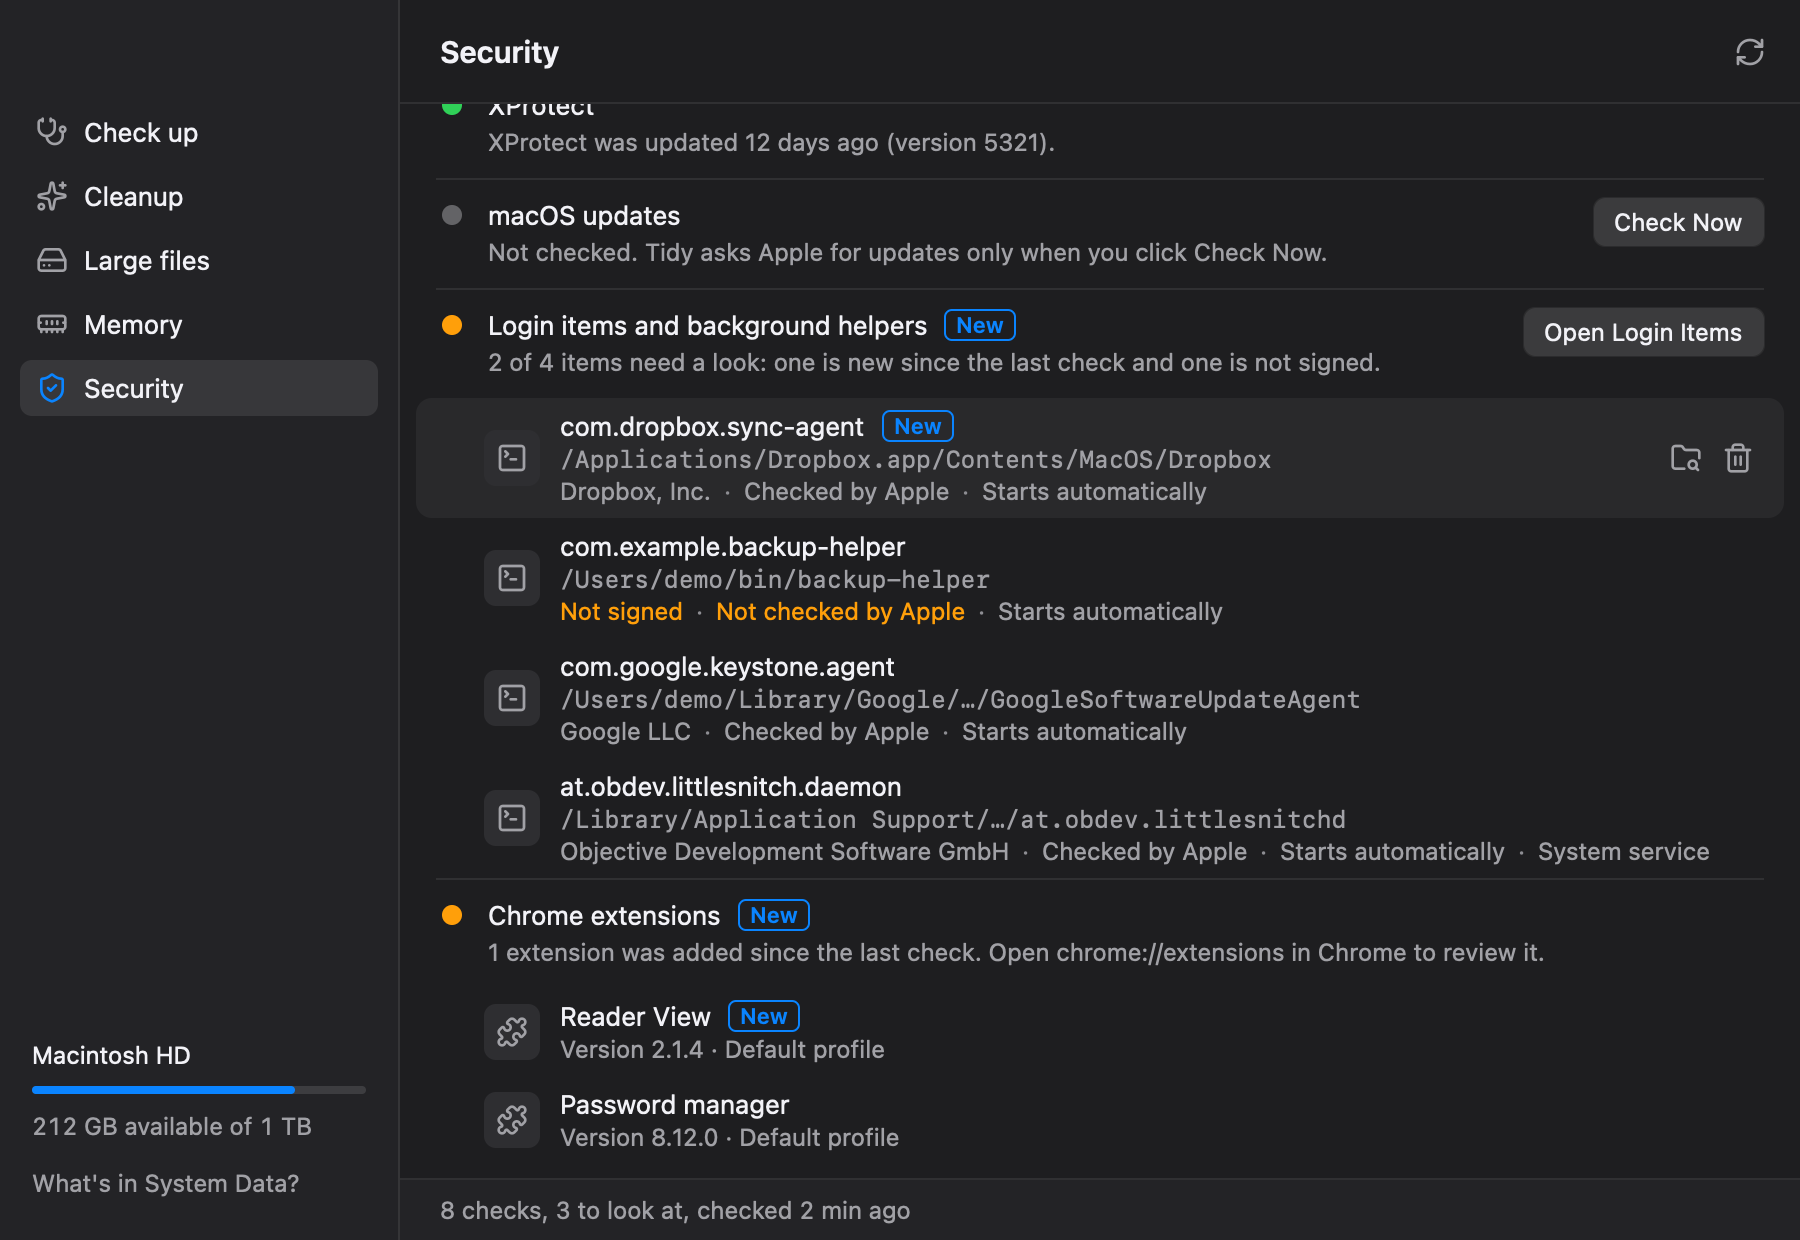 Check up
Cleanup
Large files
Memory
Security
Macintosh HD
212 GB available of 1 TB
What's in System Data?
Security
XProtect
XProtect was updated 12 days ago (version 5321).
macOS updates
Check Now
Not checked. Tidy asks Apple for updates only when you click Check Now.
Login items and background helpers New
Open Login Items
2 of 4 items need a look: one is new since the last check and one is not signed.
com.dropbox.sync-agent New
/Applications/Dropbox.app/Contents/MacOS/Dropbox
Dropbox, Inc. · Checked by Apple · Starts automatically
com.example.backup-helper
/Users/demo/bin/backup-helper
Not signed · Not checked by Apple · Starts automatically
com.google.keystone.agent
/Users/demo/Library/Google/…/GoogleSoftwareUpdateAgent
Google LLC · Checked by Apple · Starts automatically
at.obdev.littlesnitch.daemon
/Library/Application Support/…/at.obdev.littlesnitchd
Objective Development Software GmbH · Checked by Apple · Starts automatically · System service
Chrome extensions New
1 extension was added since the last check. Open chrome://extensions in Chrome to review it.
Reader View New
Version 2.1.4 · Default profile
Password manager
Version 8.12.0 · Default profile
8 checks, 3 to look at, checked 2 min ago